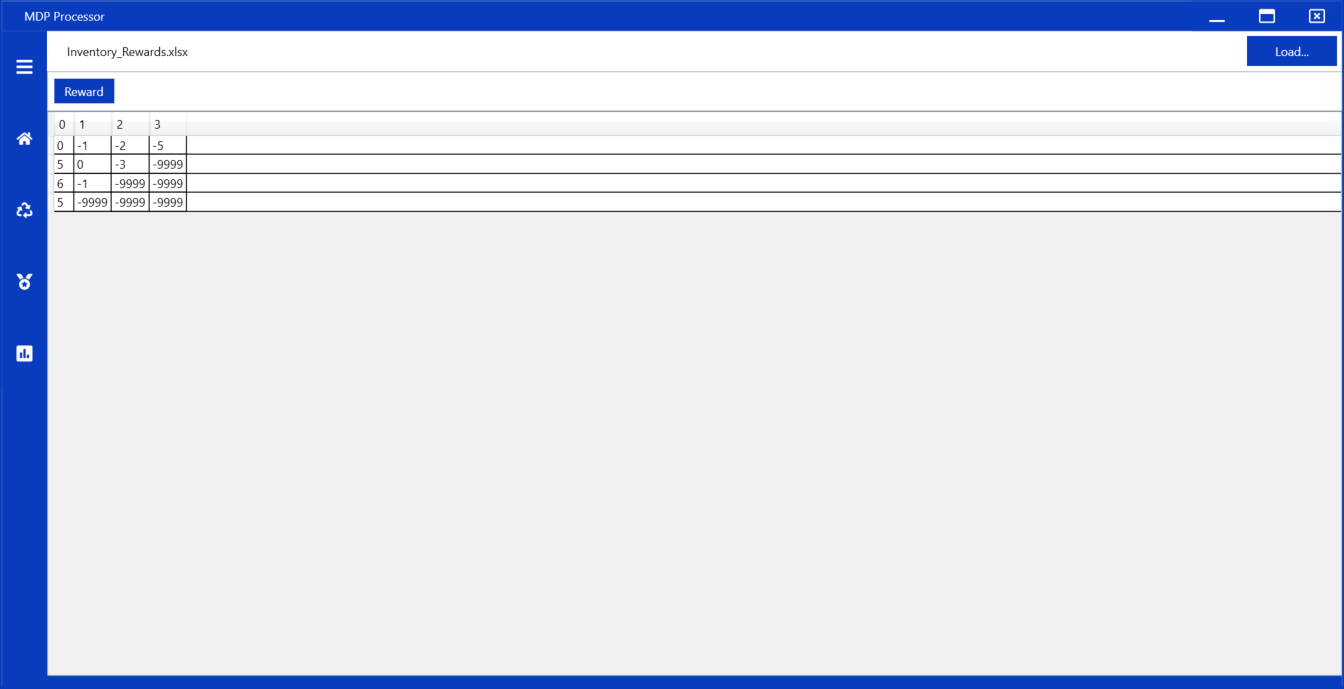 MDP Processor
Inventory_Rewards.xlsx
Load...
Reward
0 1 2 3
0 -1 -2 -5
5 0 -3 -9999
6 -1 -9999 -9999
5 -9999 -9999 -9999